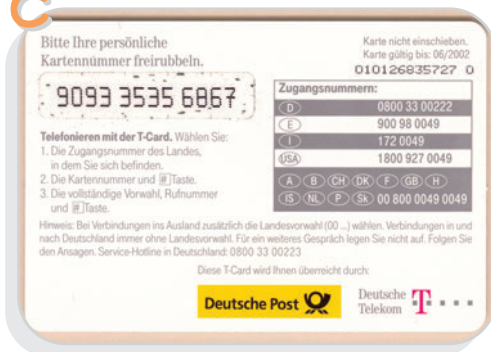 C
Bitte Ihre persönliche
Kartennummer freirubbeln.
Karte nicht einschieben.
Karte gültig bis: 06/2002
010126835727 0
9093 3535 6867
Zugangsnummern:
D 0800 33 00222
E 900 98 0049
I 172 0049
USA 1800 927 0049
A B CH DK F GB H
IS NL P Sk 00 800 0049 0049
Telefonieren mit der T-Card. Wählen Sie:
1. Die Zugangsnummer des Landes,
in dem Sie sich befinden.
2. Die Kartennummer und # Taste.
3. Die vollständige Vorwahl, Rufnummer
und # Taste.
Hinweis: Bei Verbindungen ins Ausland zusätzlich die Landesvorwahl (00 ...) wählen. Verbindungen in und
nach Deutschland immer ohne Landesvorwahl. Für ein weiteres Gespräch legen Sie nicht auf. Folgen Sie
den Ansagen. Service-Hotline in Deutschland: 0800 33 00223
Diese T-Card wird Ihnen überreicht durch:
Deutsche Post
Deutsche
Telekom T